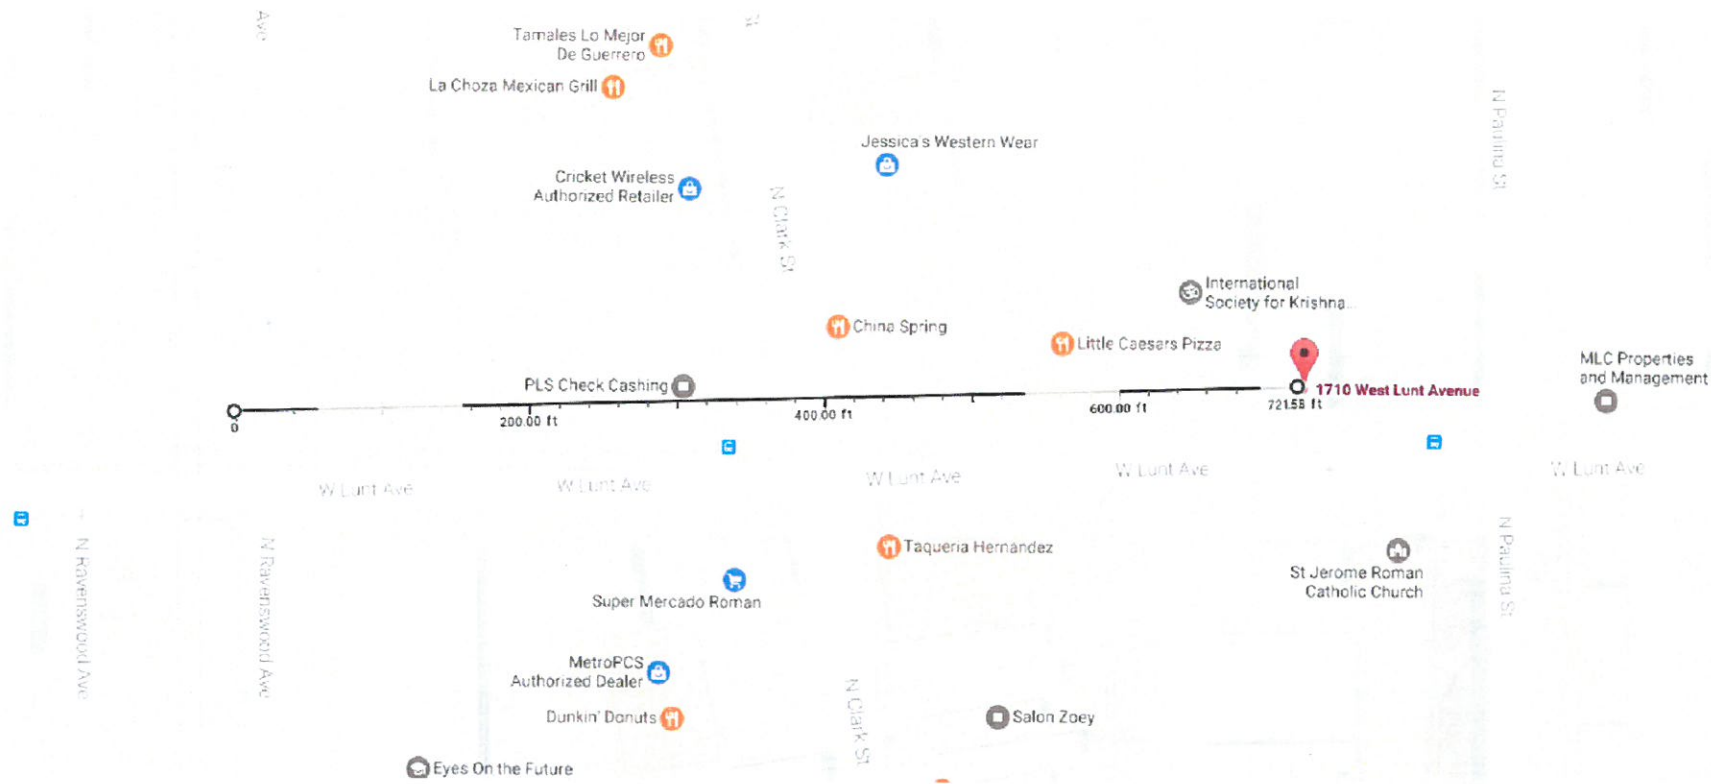 Ave
St
Tamales Lo Mejor
De Guerrero
La Choza Mexican Grill
N Paulina St
Jessica's Western Wear
Cricket Wireless
Authorized Retailer
N Clark St
International
Society for Krishna...
China Spring
Little Caesars Pizza
MLC Properties
and Management
PLS Check Cashing
1710 West Lunt Avenue
0
200.00 ft
400.00 ft
600.00 ft
721.58 ft
W Lunt Ave
W Lunt Ave
W Lunt Ave
W Lunt Ave
W Lunt Ave
N Ravenswood Ave
N Ravenswood Ave
Taqueria Hernandez
N Paulina St
St Jerome Roman
Catholic Church
Super Mercado Roman
MetroPCS
Authorized Dealer
N Clark St
Dunkin' Donuts
Salon Zoey
Eyes On the Future